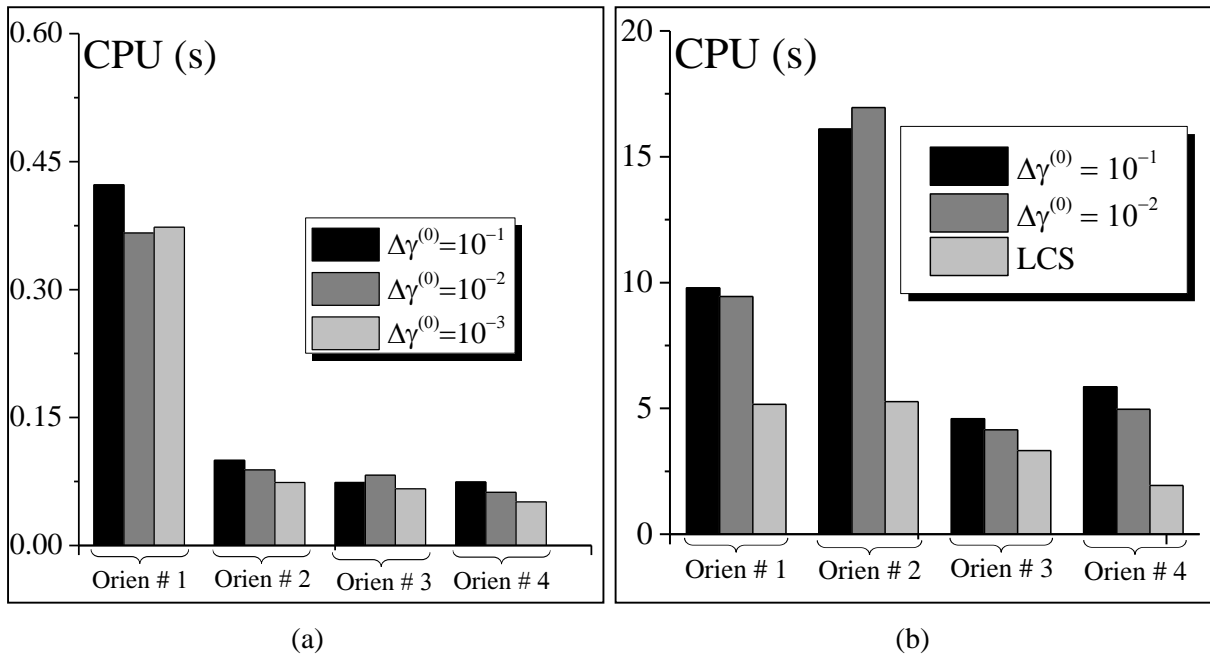 CPU (s)
0.60
0.45
0.30
0.15
0.00
Δγ⁽⁰⁾=10⁻¹
Δγ⁽⁰⁾=10⁻²
Δγ⁽⁰⁾=10⁻³
Orien # 1
Orien # 2
Orien # 3
Orien # 4
(a)
CPU (s)
20
15
10
5
0
Δγ⁽⁰⁾ = 10⁻¹
Δγ⁽⁰⁾ = 10⁻²
LCS
Orien # 1
Orien # 2
Orien # 3
Orien # 4
(b)